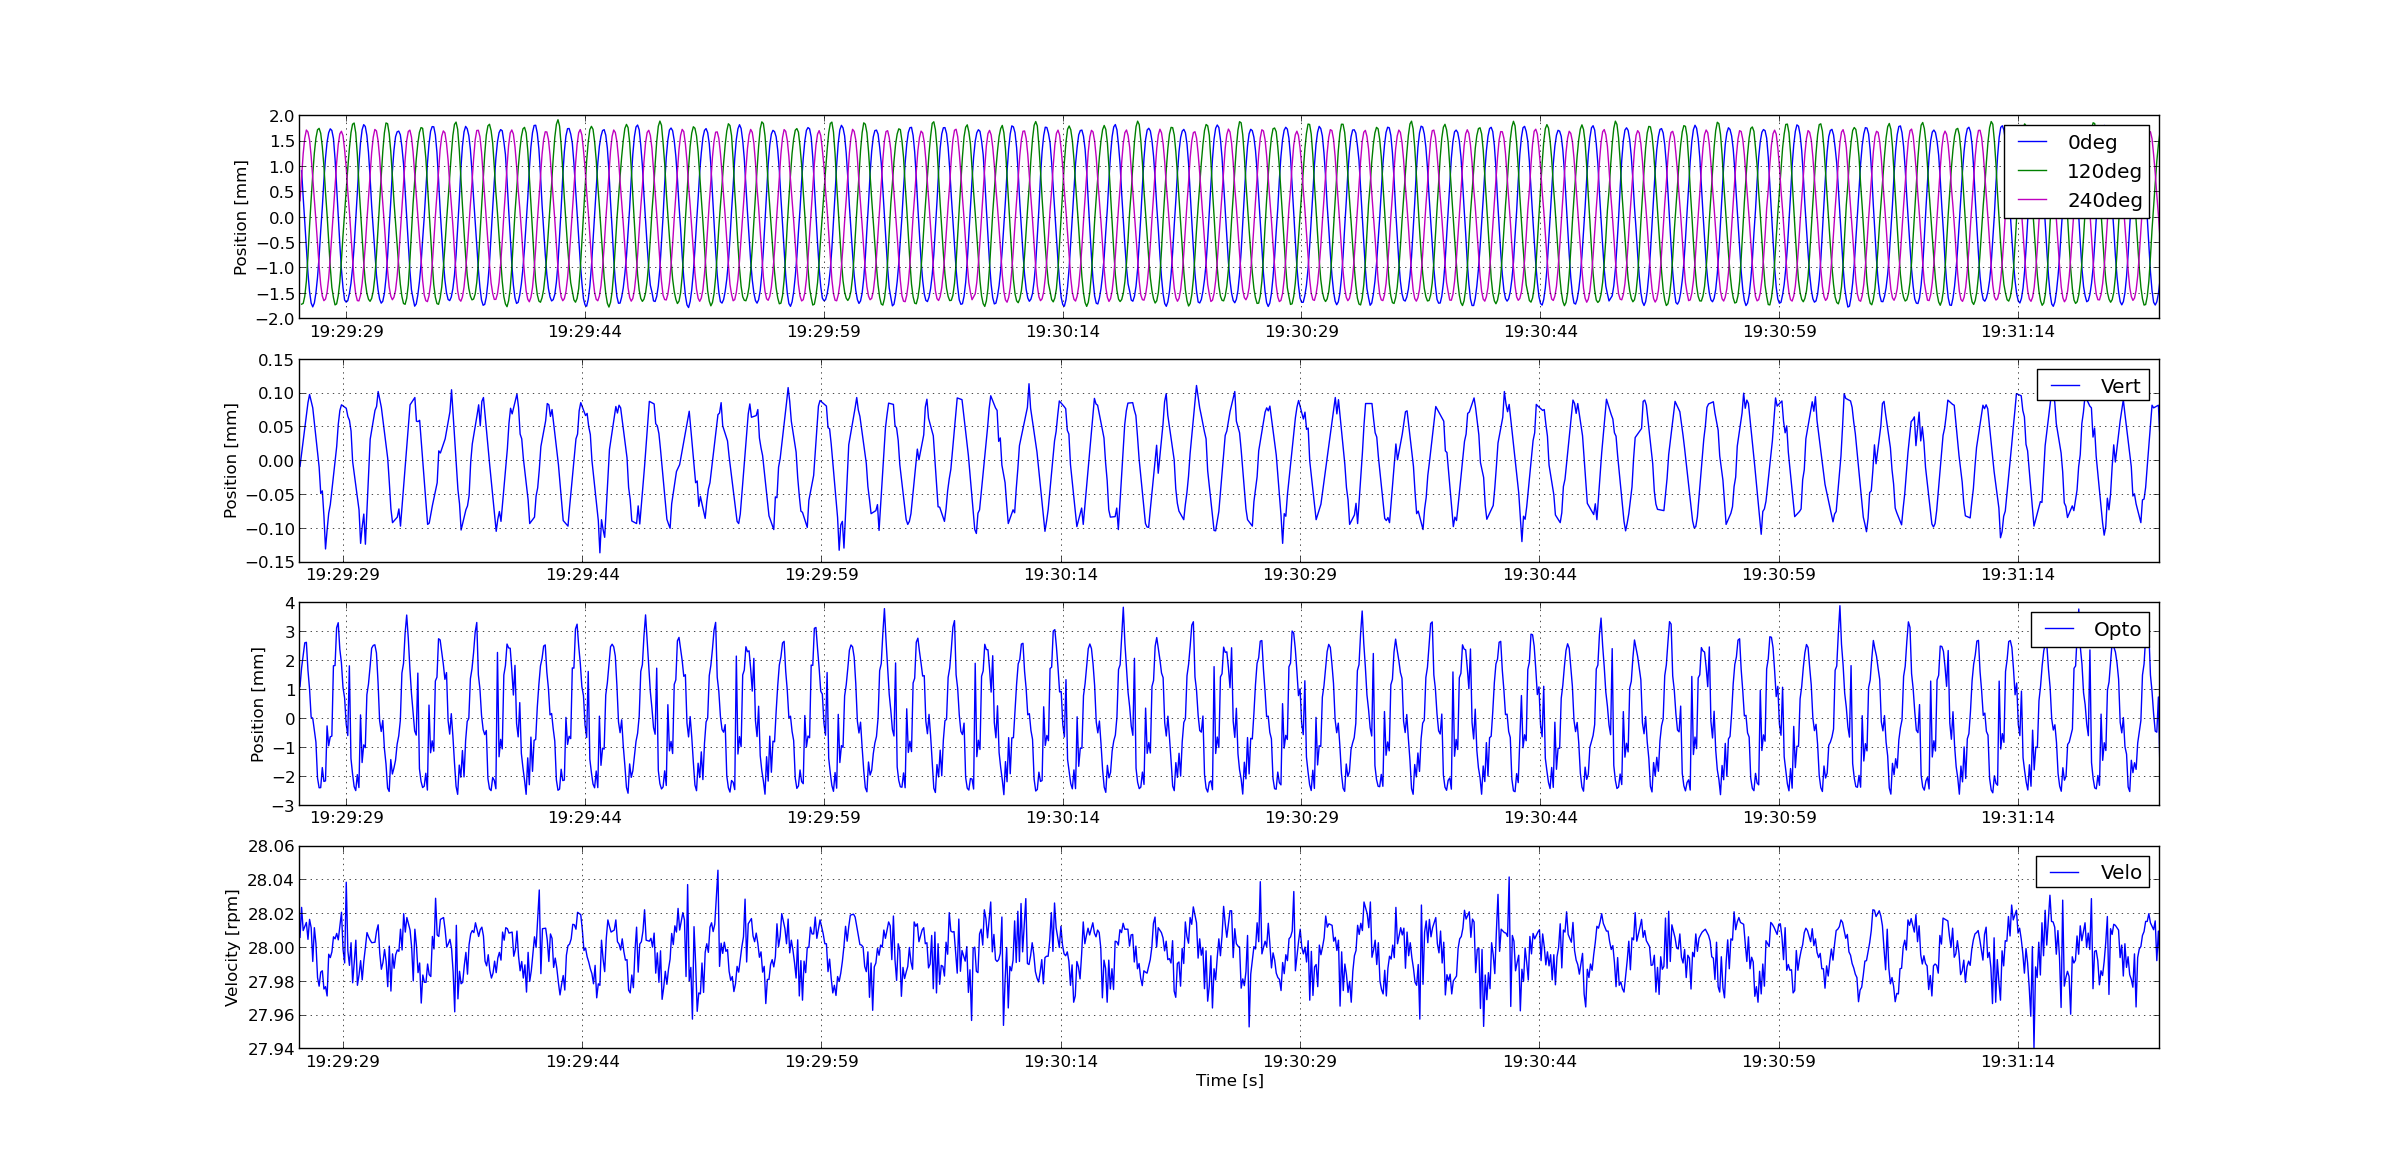 2.0
1.5
1.0
0.5
0.0
−0.5
−1.0
−1.5
−2.0
Position [mm]
0deg
120deg
240deg
19:29:29 19:29:44 19:29:59 19:30:14 19:30:29 19:30:44 19:30:59 19:31:14
0.15
0.10
0.05
0.00
−0.05
−0.10
−0.15
Position [mm]
Vert
19:29:29 19:29:44 19:29:59 19:30:14 19:30:29 19:30:44 19:30:59 19:31:14
4
3
2
1
0
−1
−2
−3
Position [mm]
Opto
19:29:29 19:29:44 19:29:59 19:30:14 19:30:29 19:30:44 19:30:59 19:31:14
28.06
28.04
28.02
28.00
27.98
27.96
27.94
Velocity [rpm]
Velo
19:29:29 19:29:44 19:29:59 19:30:14 19:30:29 19:30:44 19:30:59 19:31:14
Time [s]